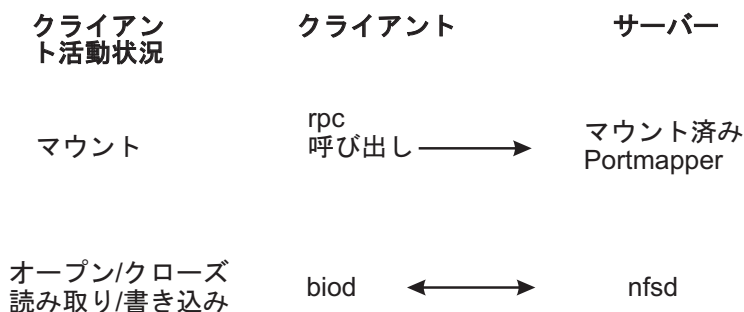 クライアン
ト活動状況
クライアント
サーバー
マウント
rpc
呼び出し
マウント済み
Portmapper
オープン/クローズ
読み取り/書き込み
biod
nfsd